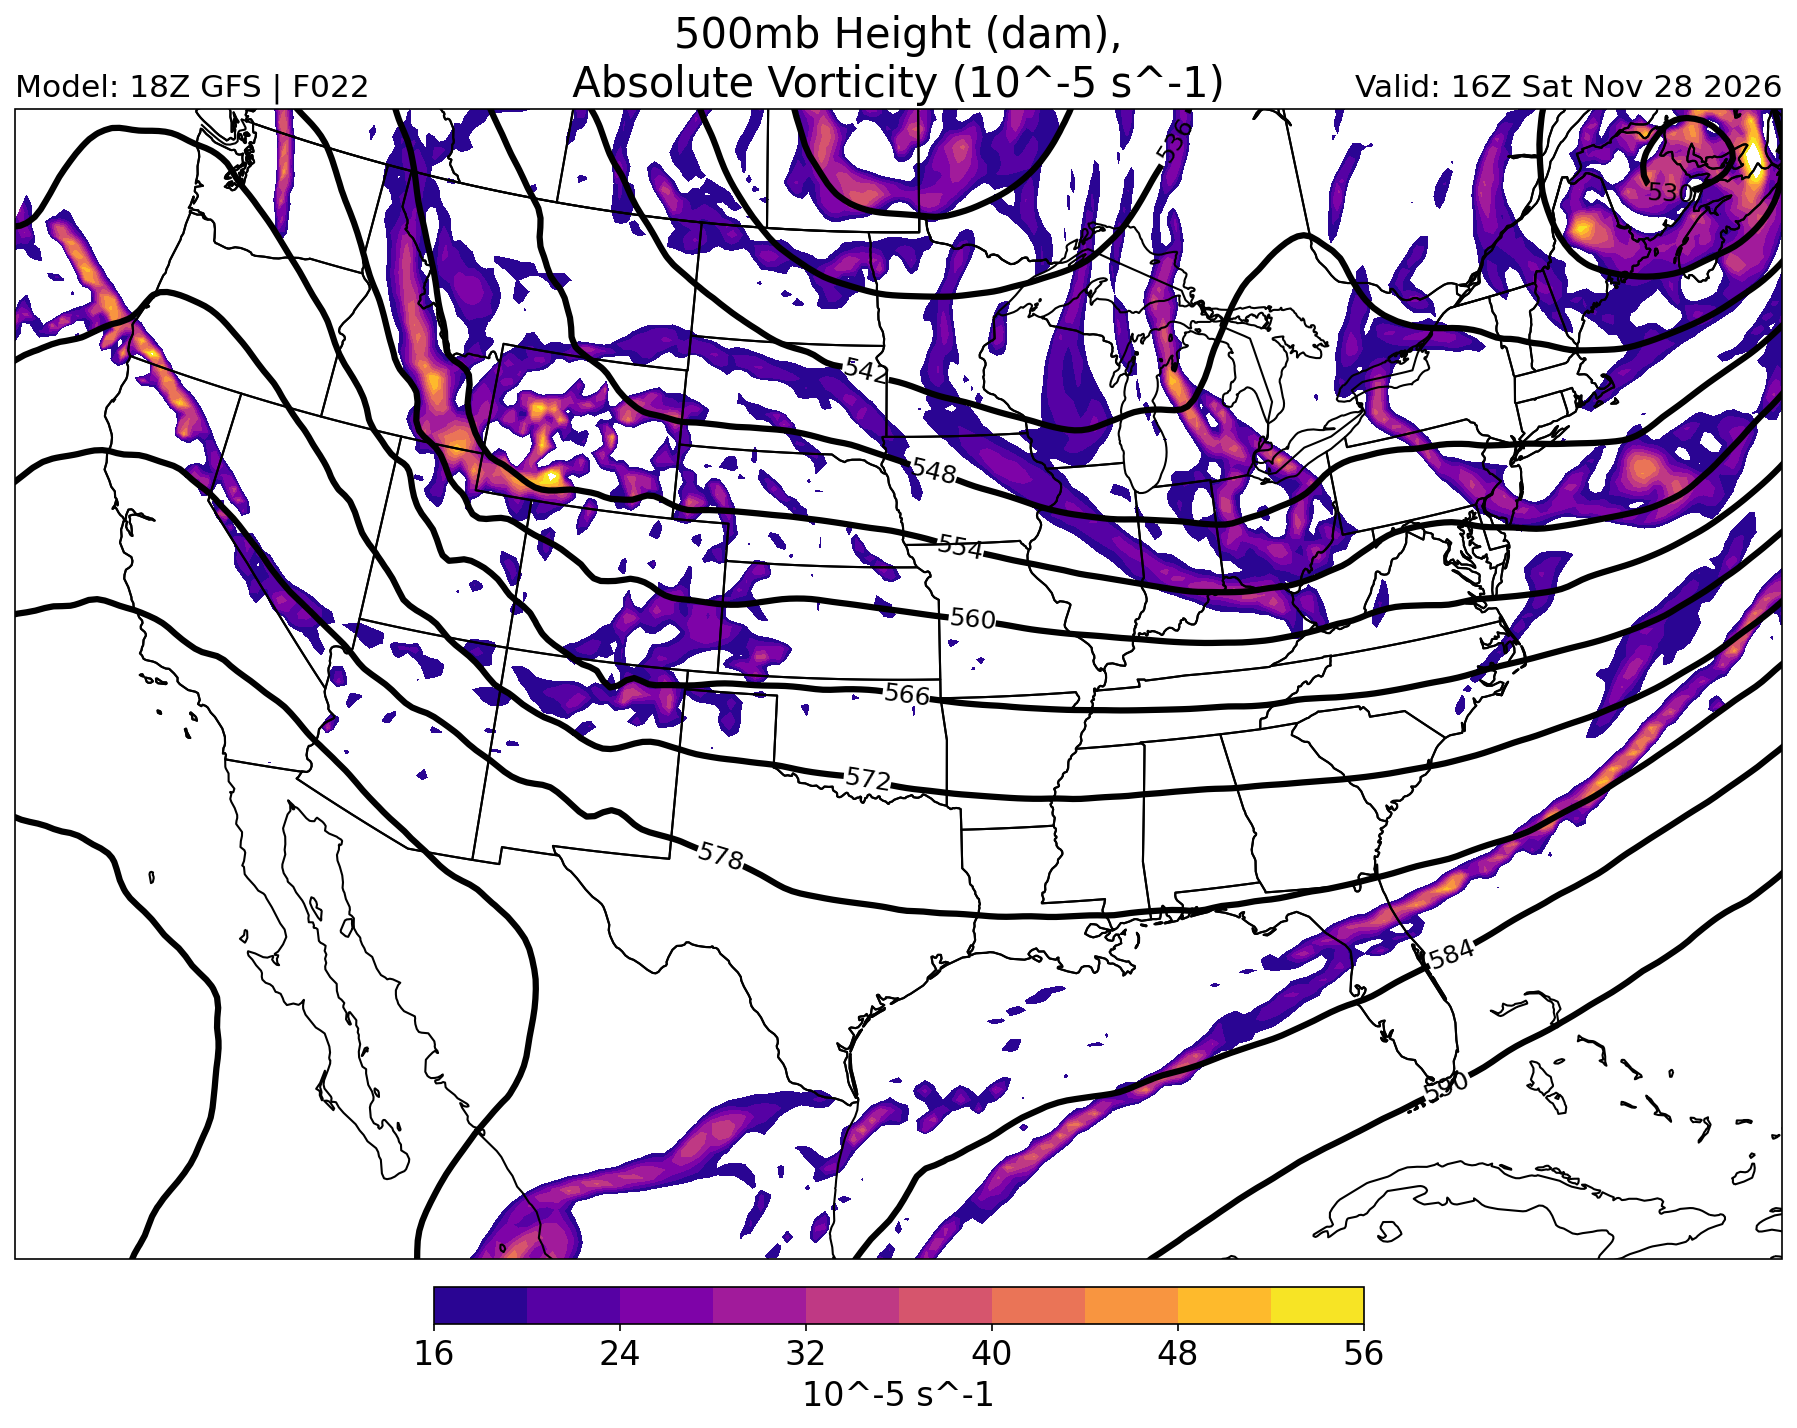 500mb Height (dam),
Model: 18Z GFS | F022
Absolute Vorticity (10^-5 s^-1)
Valid: 16Z Sat Nov 28 2026
536
530
542
548
554
560
566
572
578
584
590
16 24 32 40 48 56
10^-5 s^-1